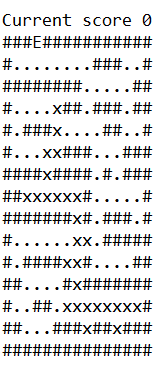 Current score 0
###E###########
#........###..#
########.....##
#....x##.###.##
#.###x....##..#
#...xx###...###
####x####.#.###
##xxxxxx#.....#
#######x#.###.#
#......xx.#####
#.####xx#....##
##....#x#######
#..##.xxxxxxxx#
##...###x##x###
###############